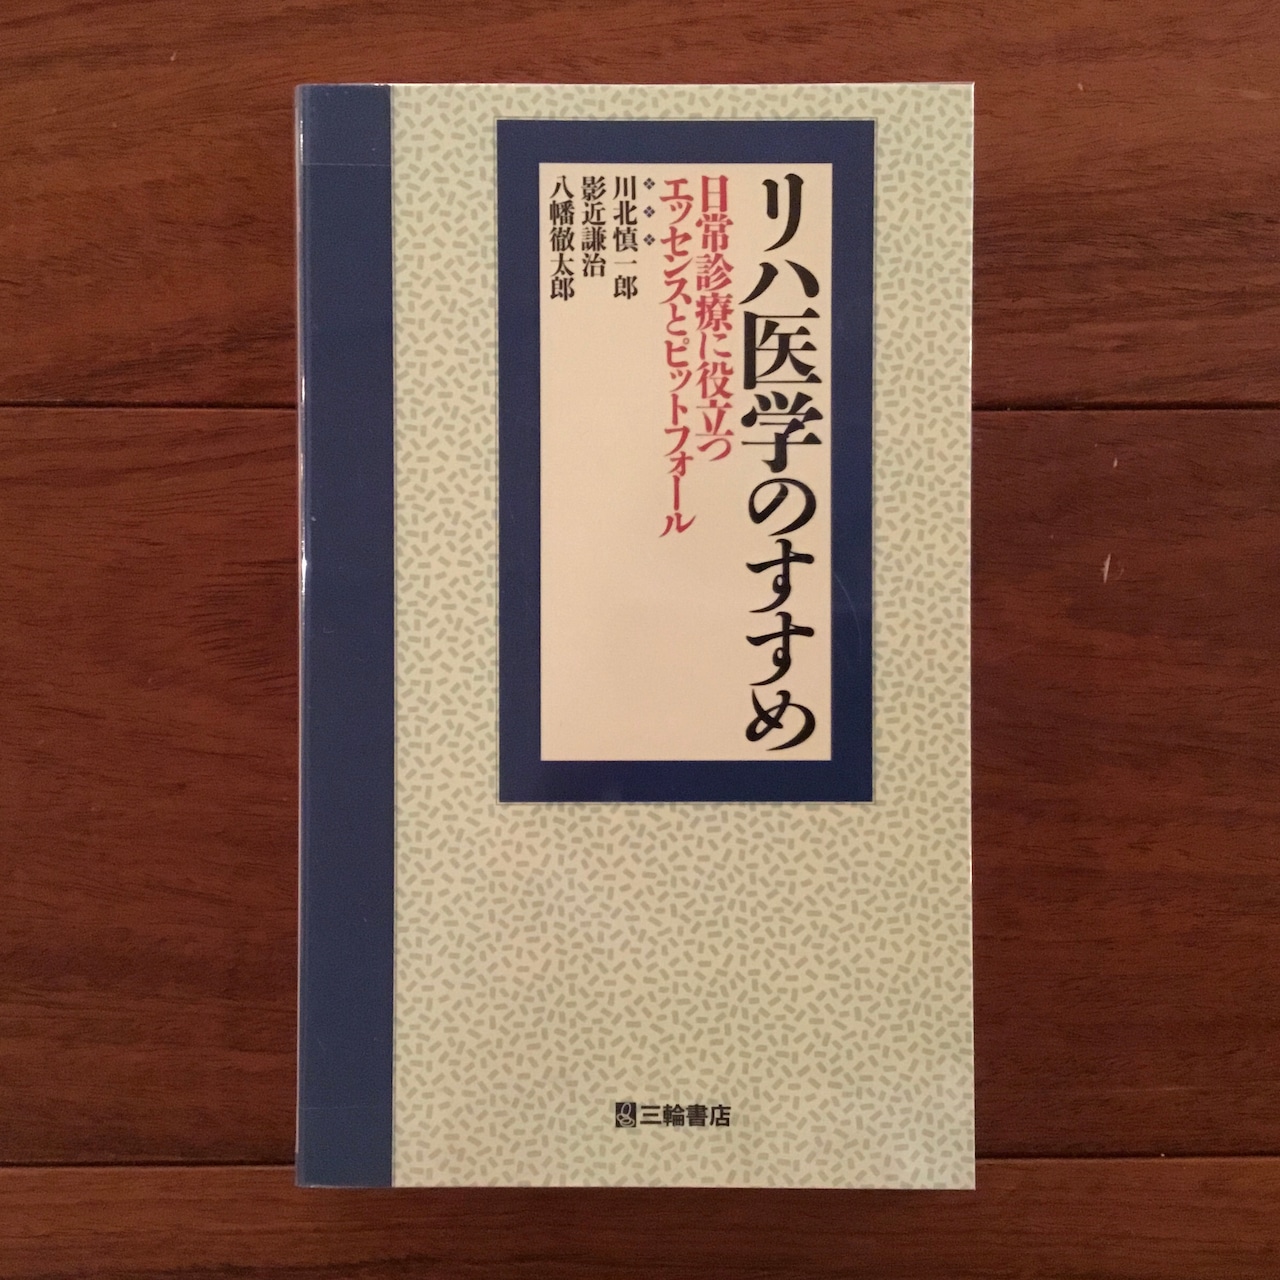 リハ医学のすすめ
日常診療に役立つ
エッセンスとピットフォール
川北慎一郎
影近謙治
八幡徹太郎
三輪書店